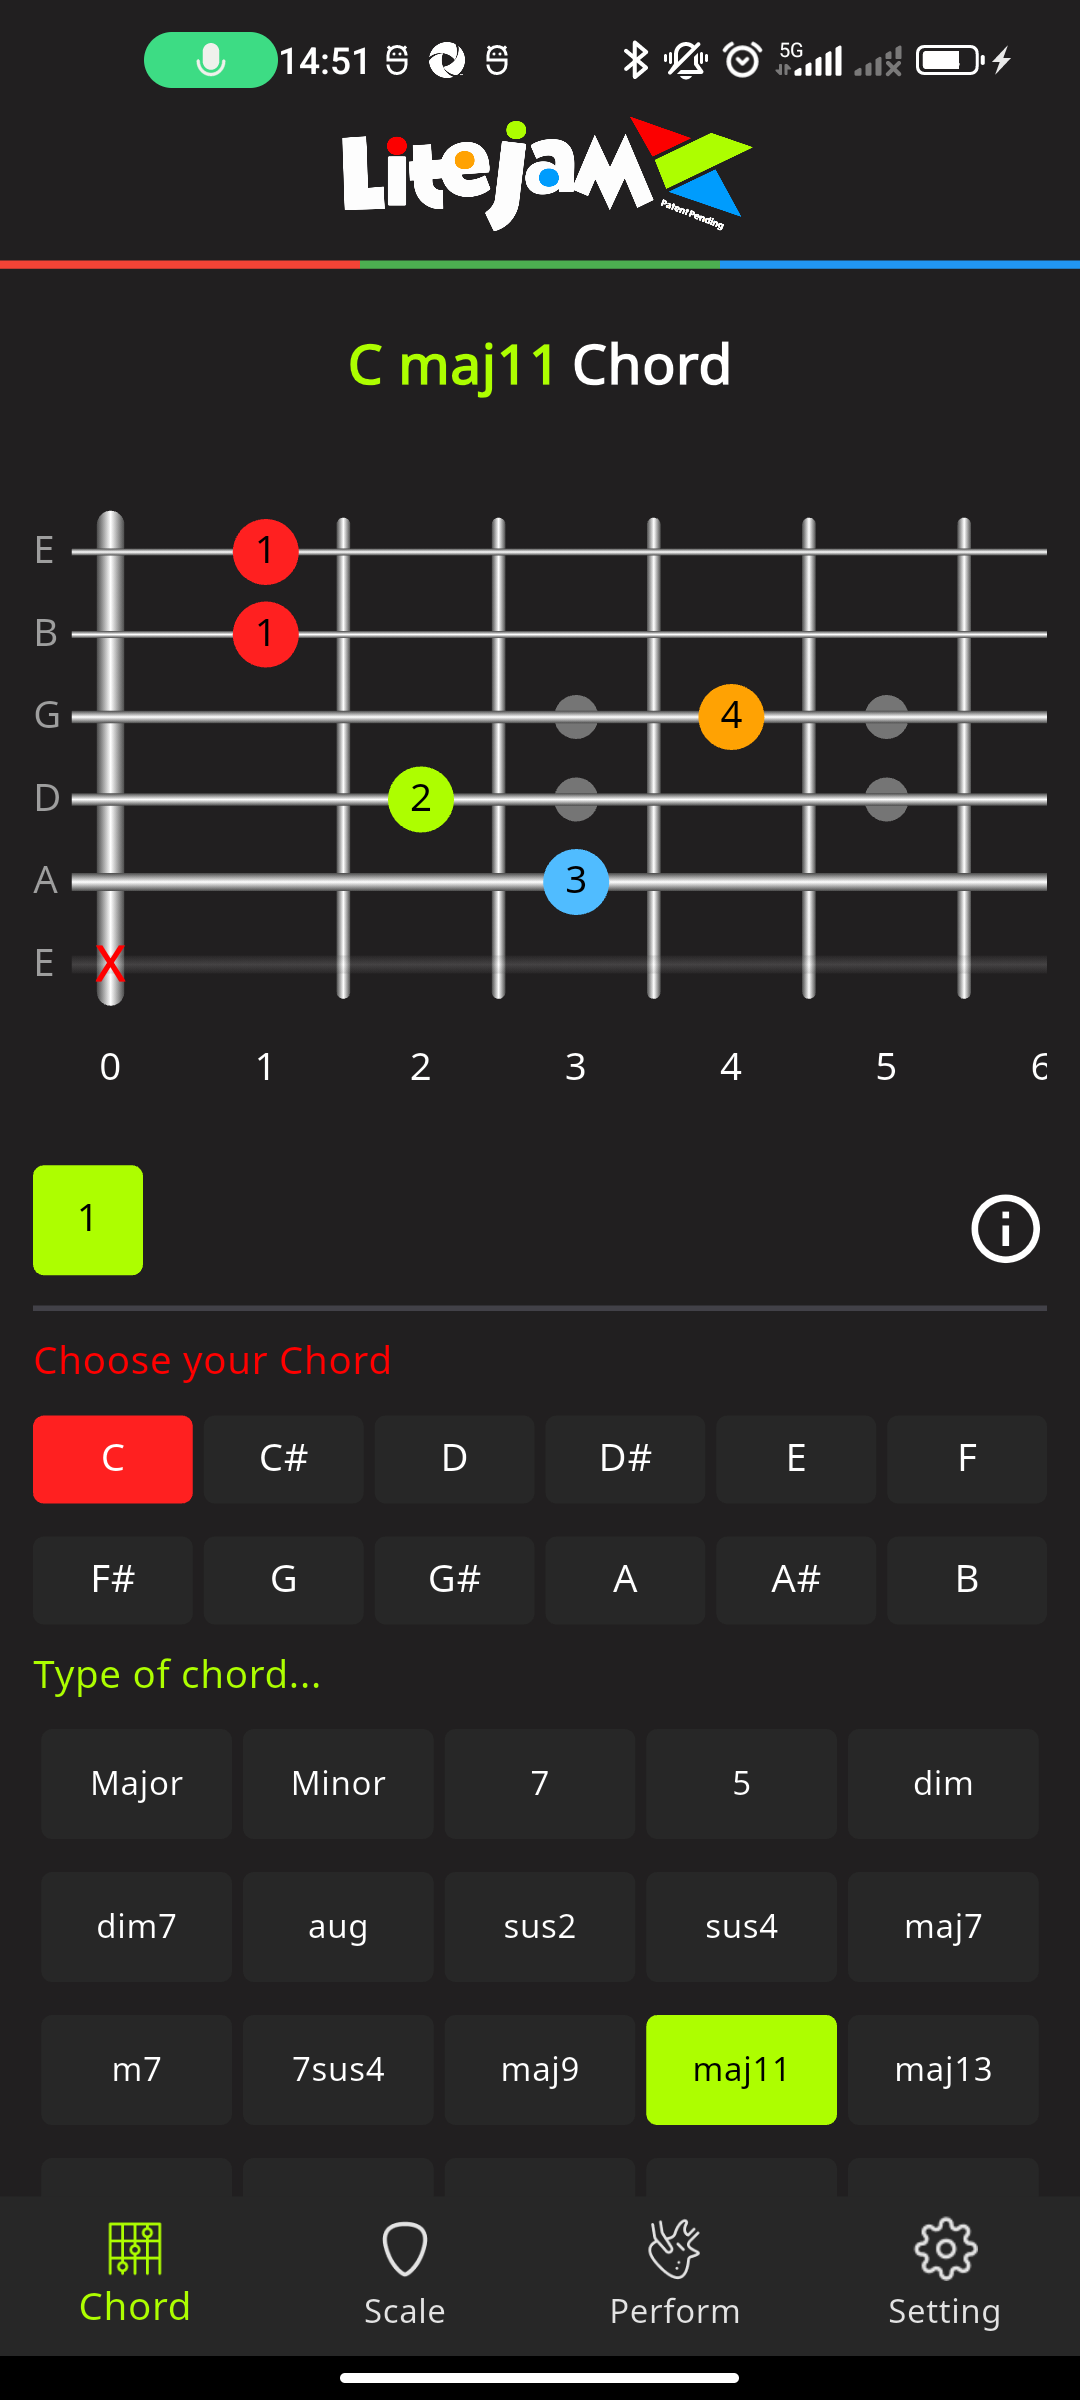 14:51 5G
Litejam
Patent Pending
C maj11 Chord
E 1
B 1
G 4
D 2
A 3
E X
0 1 2 3 4 5 6
1
Choose your Chord
C C# D D# E F
F# G G# A A# B
Type of chord...
Major Minor 7 5 dim
dim7 aug sus2 sus4 maj7
m7 7sus4 maj9 maj11 maj13
Chord Scale Perform Setting